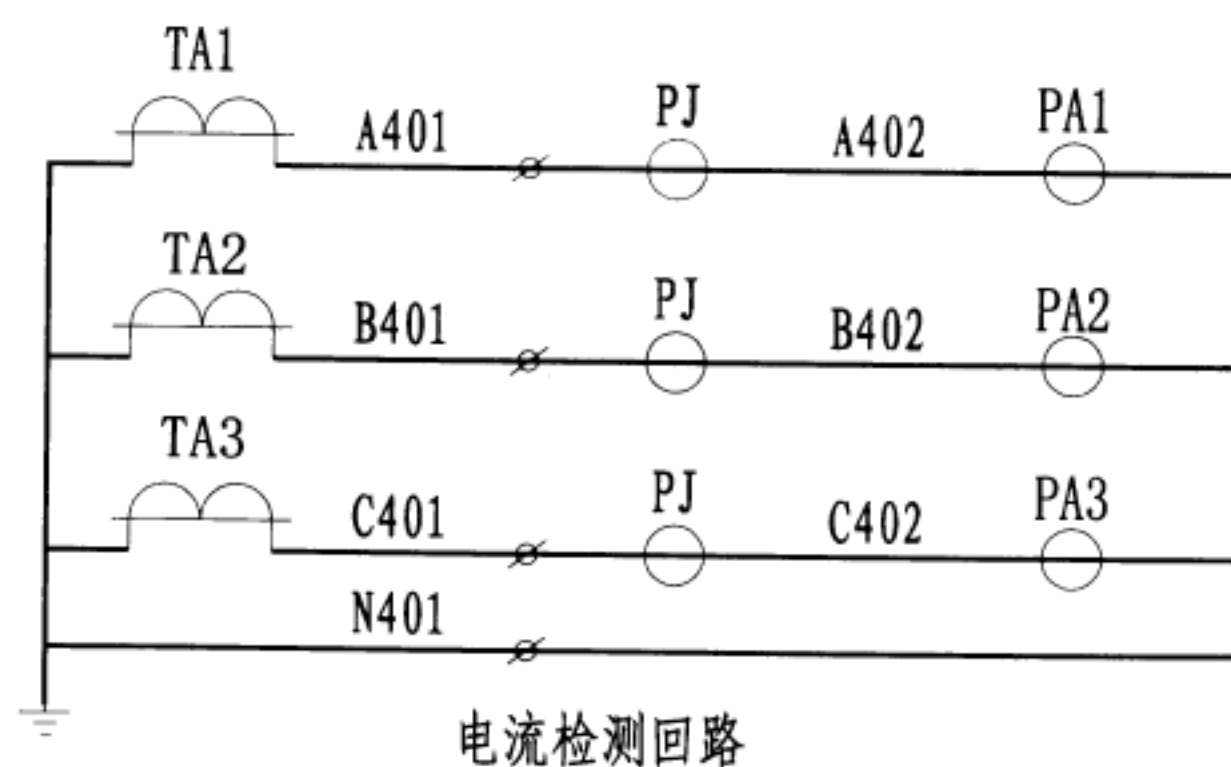 TA1
A401 PJ A402 PA1
TA2
B401 PJ B402 PA2
TA3
C401 PJ C402 PA3
N401
电流检测回路